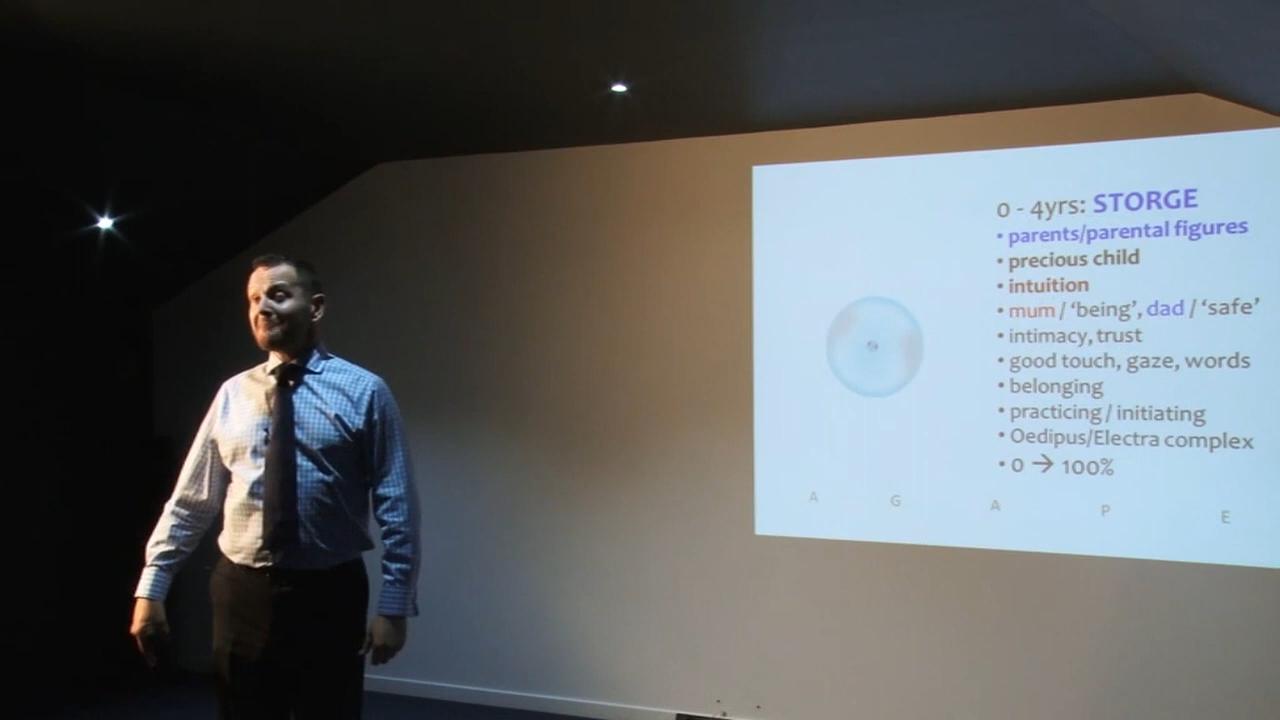 0 - 4yrs: STORGE
• parents/parental figures
• precious child
• intuition
• mum / ‘being’, dad / ‘safe’
• intimacy, trust
• good touch, gaze, words
• belonging
• practicing / initiating
• Oedipus/Electra complex
• 0 → 100%
A G A P E